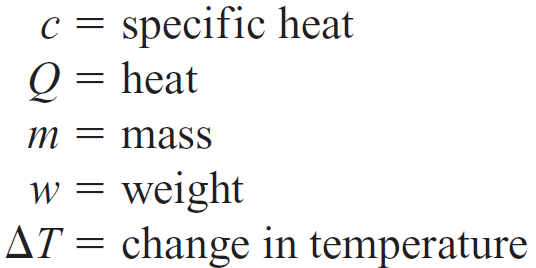 c = specific heat
Q = heat
m = mass
w = weight
ΔT = change in temperature